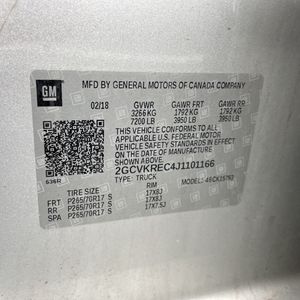 GM
MFD BY GENERAL MOTORS OF CANADA COMPANY
02/18 GVWR GAWR FRT GAWR RR
3266 KG 1792 KG 1792 KG
7200 LB 3950 LB 3950 LB
THIS VEHICLE CONFORMS TO ALL
APPLICABLE U.S. FEDERAL MOTOR
VEHICLE SAFETY STANDARDS IN
EFFECT ON THE DATE OF MANUFACTURE
SHOWN ABOVE.
2GCVKREC4J1101166
TYPE: TRUCK MODEL:
TIRE SIZE RIM
FRT P265/70R17 S 17X8J
RR P265/70R17 S 17X8J
SPA P265/70R17 S 17X7.5J